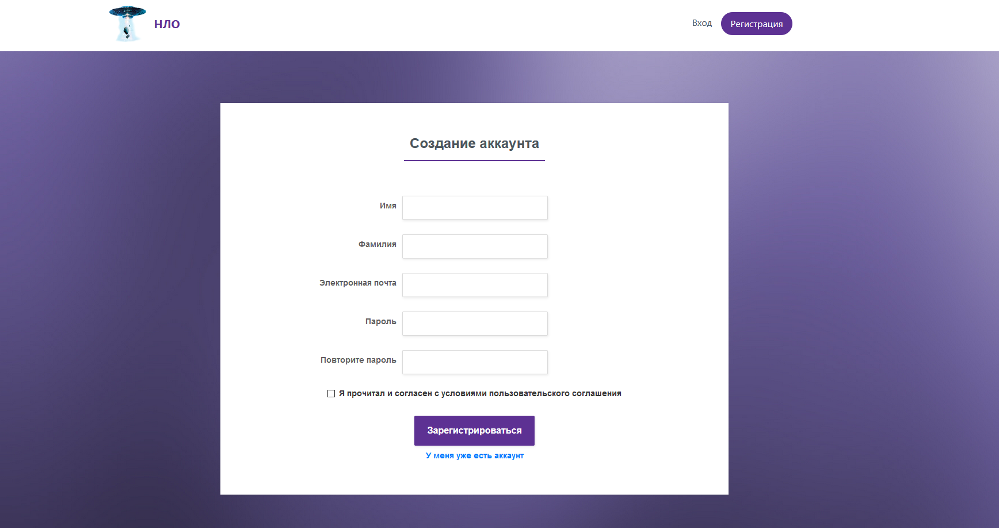 НЛО
Вход
Регистрация
Создание аккаунта
Имя
Фамилия
Электронная почта
Пароль
Повторите пароль
Я прочитал и согласен с условиями пользовательского соглашения
Зарегистрироваться
У меня уже есть аккаунт